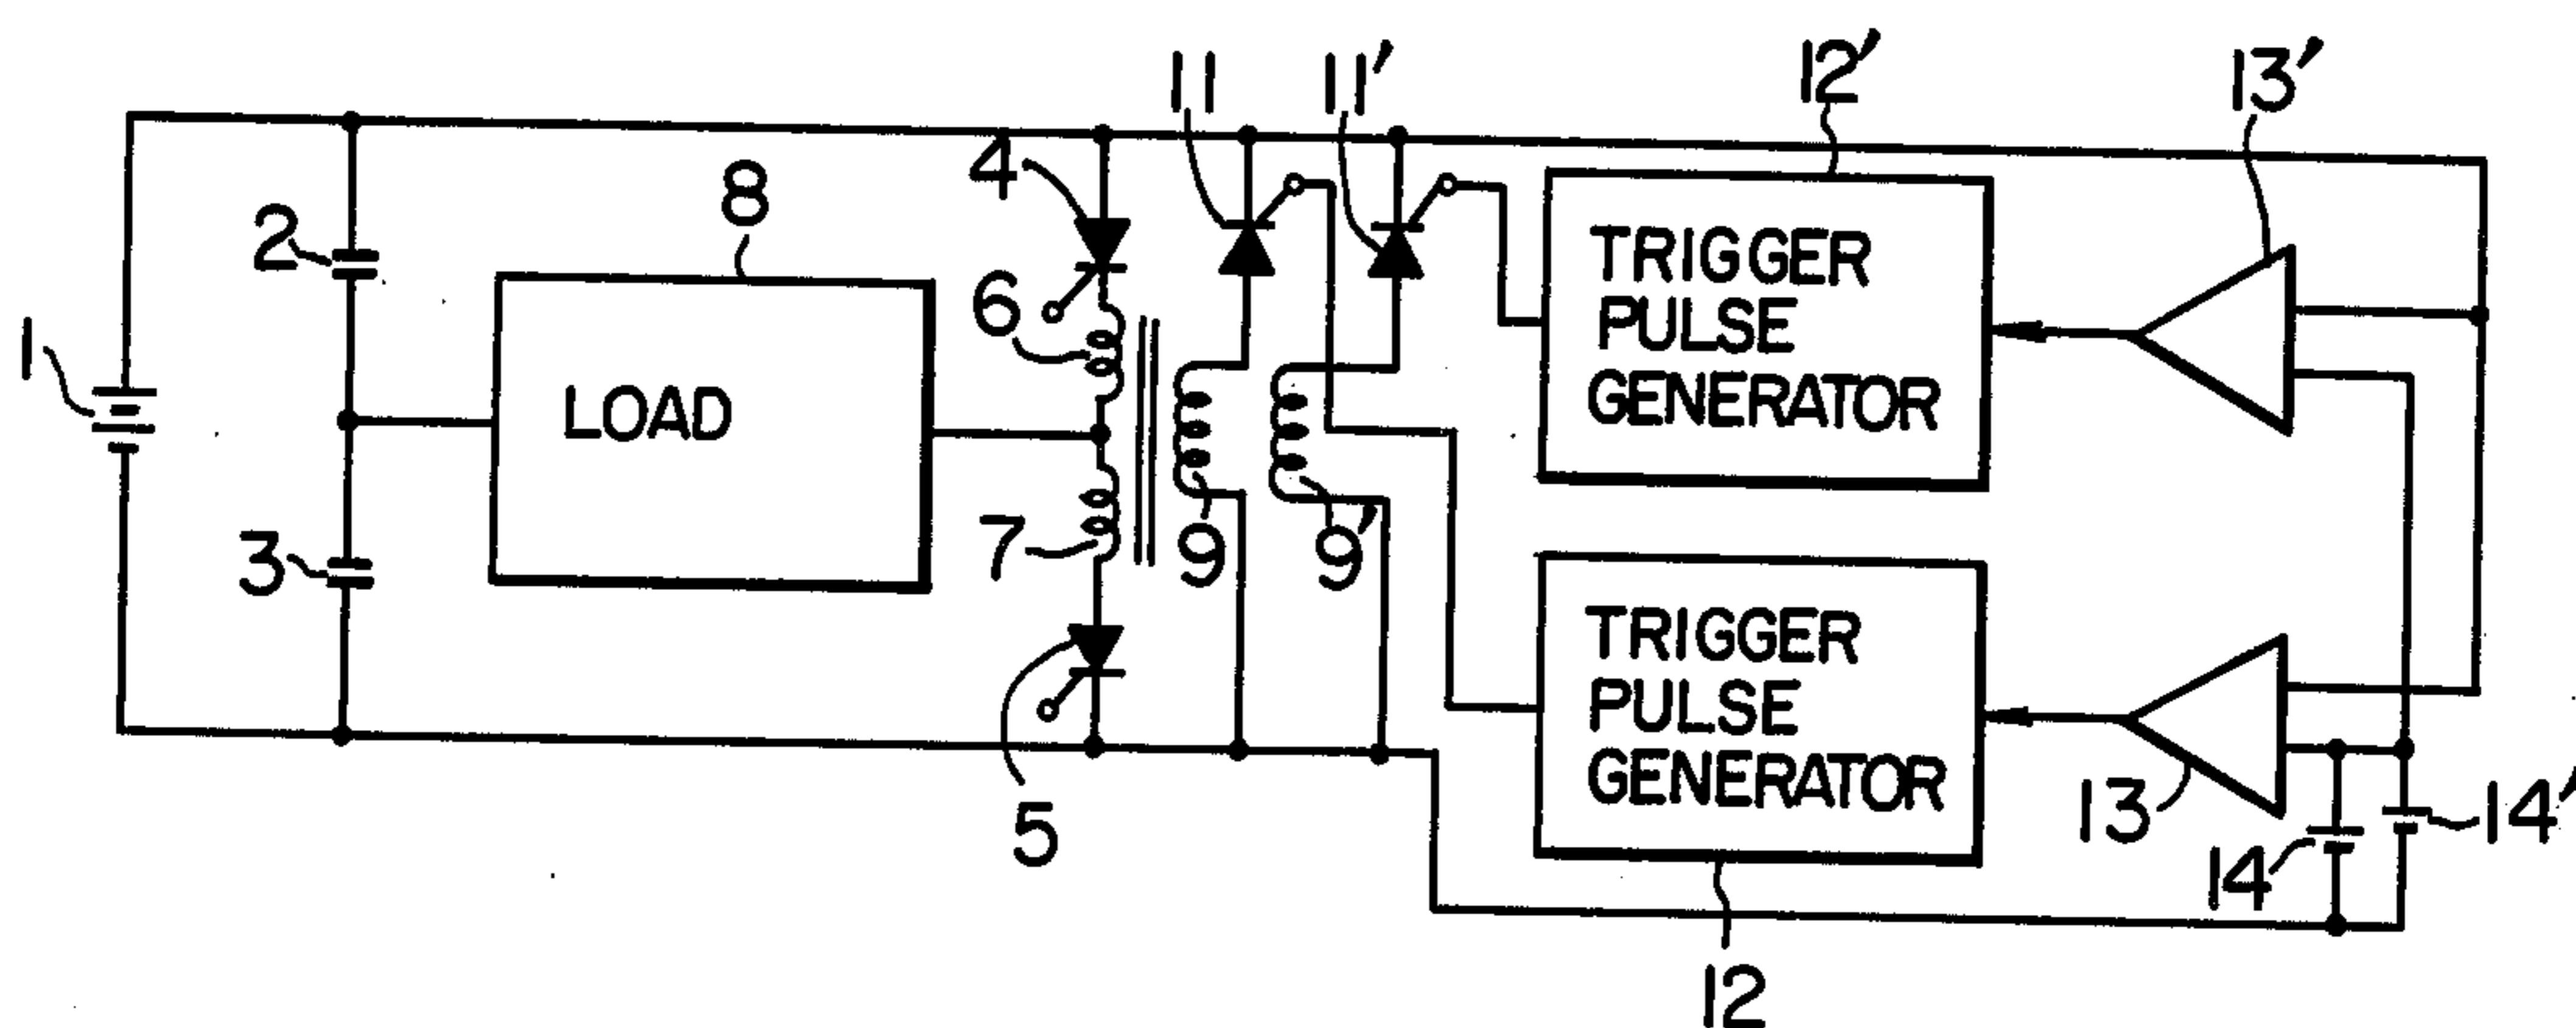 11
11'
12'
13'
4
8
2
6
1
LOAD
TRIGGER
PULSE
GENERATOR
3
7
9
9'
TRIGGER
PULSE
GENERATOR
5
13
14
14'
12